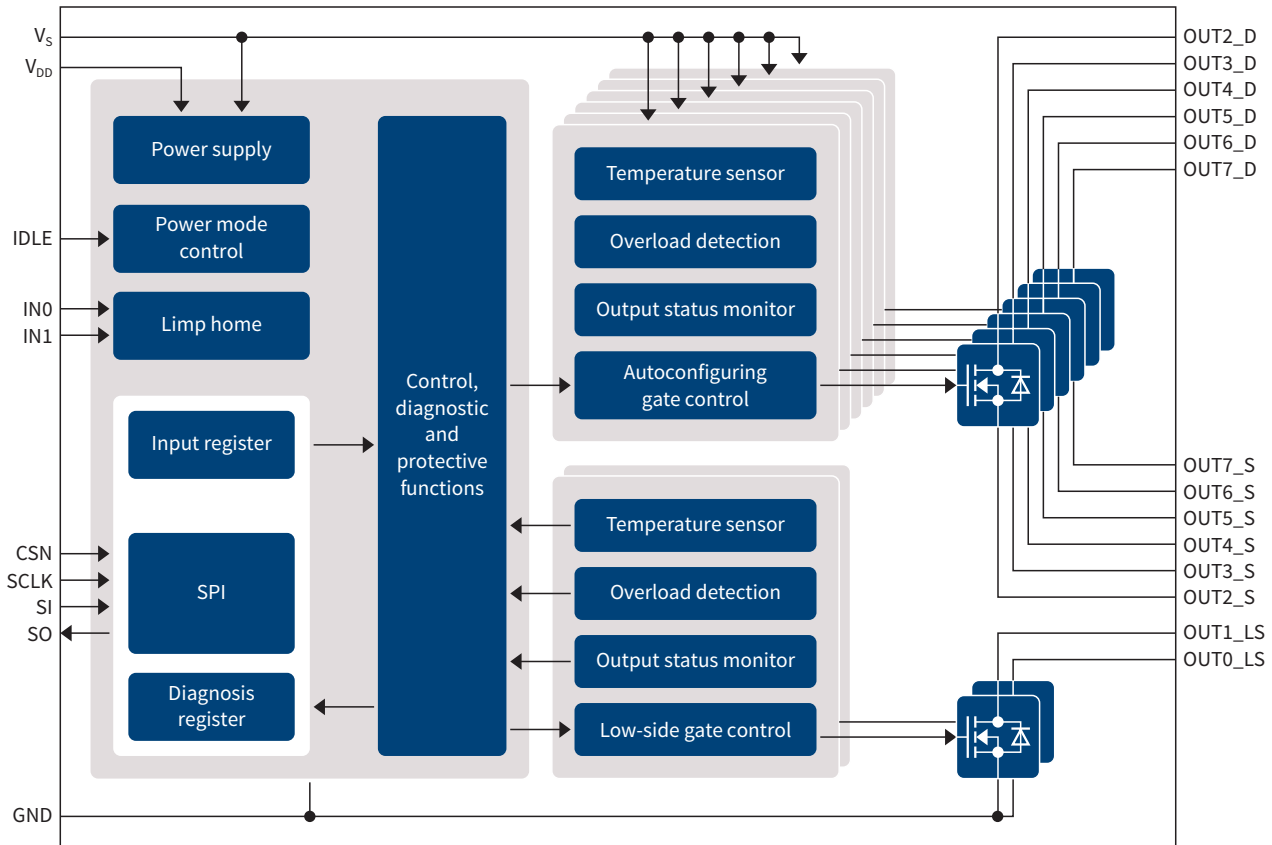 V_S
V_DD
IDLE
IN0
IN1
CSN
SCLK
SI
SO
GND
Power supply
Power mode
control
Limp home
Input register
SPI
Diagnosis
register
Control,
diagnostic
and
protective
functions
Temperature sensor
Overload detection
Output status monitor
Autoconfiguring
gate control
Temperature sensor
Overload detection
Output status monitor
Low-side gate control
OUT2_D
OUT3_D
OUT4_D
OUT5_D
OUT6_D
OUT7_D
OUT7_S
OUT6_S
OUT5_S
OUT4_S
OUT3_S
OUT2_S
OUT1_LS
OUT0_LS